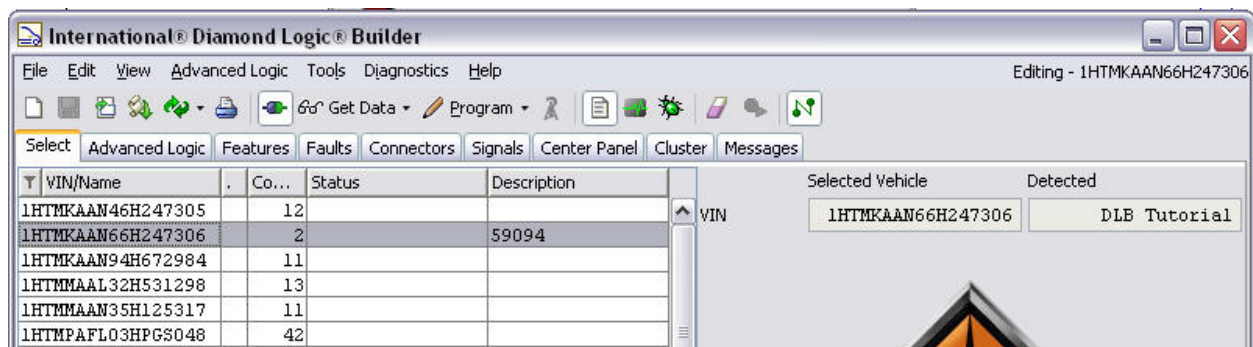 International® Diamond Logic® Builder
File Edit View Advanced Logic Tools Diagnostics Help Editing - 1HTMKAAN66H247306
Get Data Program
Select Advanced Logic Features Faults Connectors Signals Center Panel Cluster Messages
VIN/Name . Co... Status Description Selected Vehicle Detected
1HTMKAAN46H247305 12 VIN 1HTMKAAN66H247306 DLB Tutorial
1HTMKAAN66H247306 2 59094
1HTMKAAN94H672984 11
1HTMMAAL32H531298 13
1HTMMAAN35H125317 11
1HTMPAFL03HPGS048 42